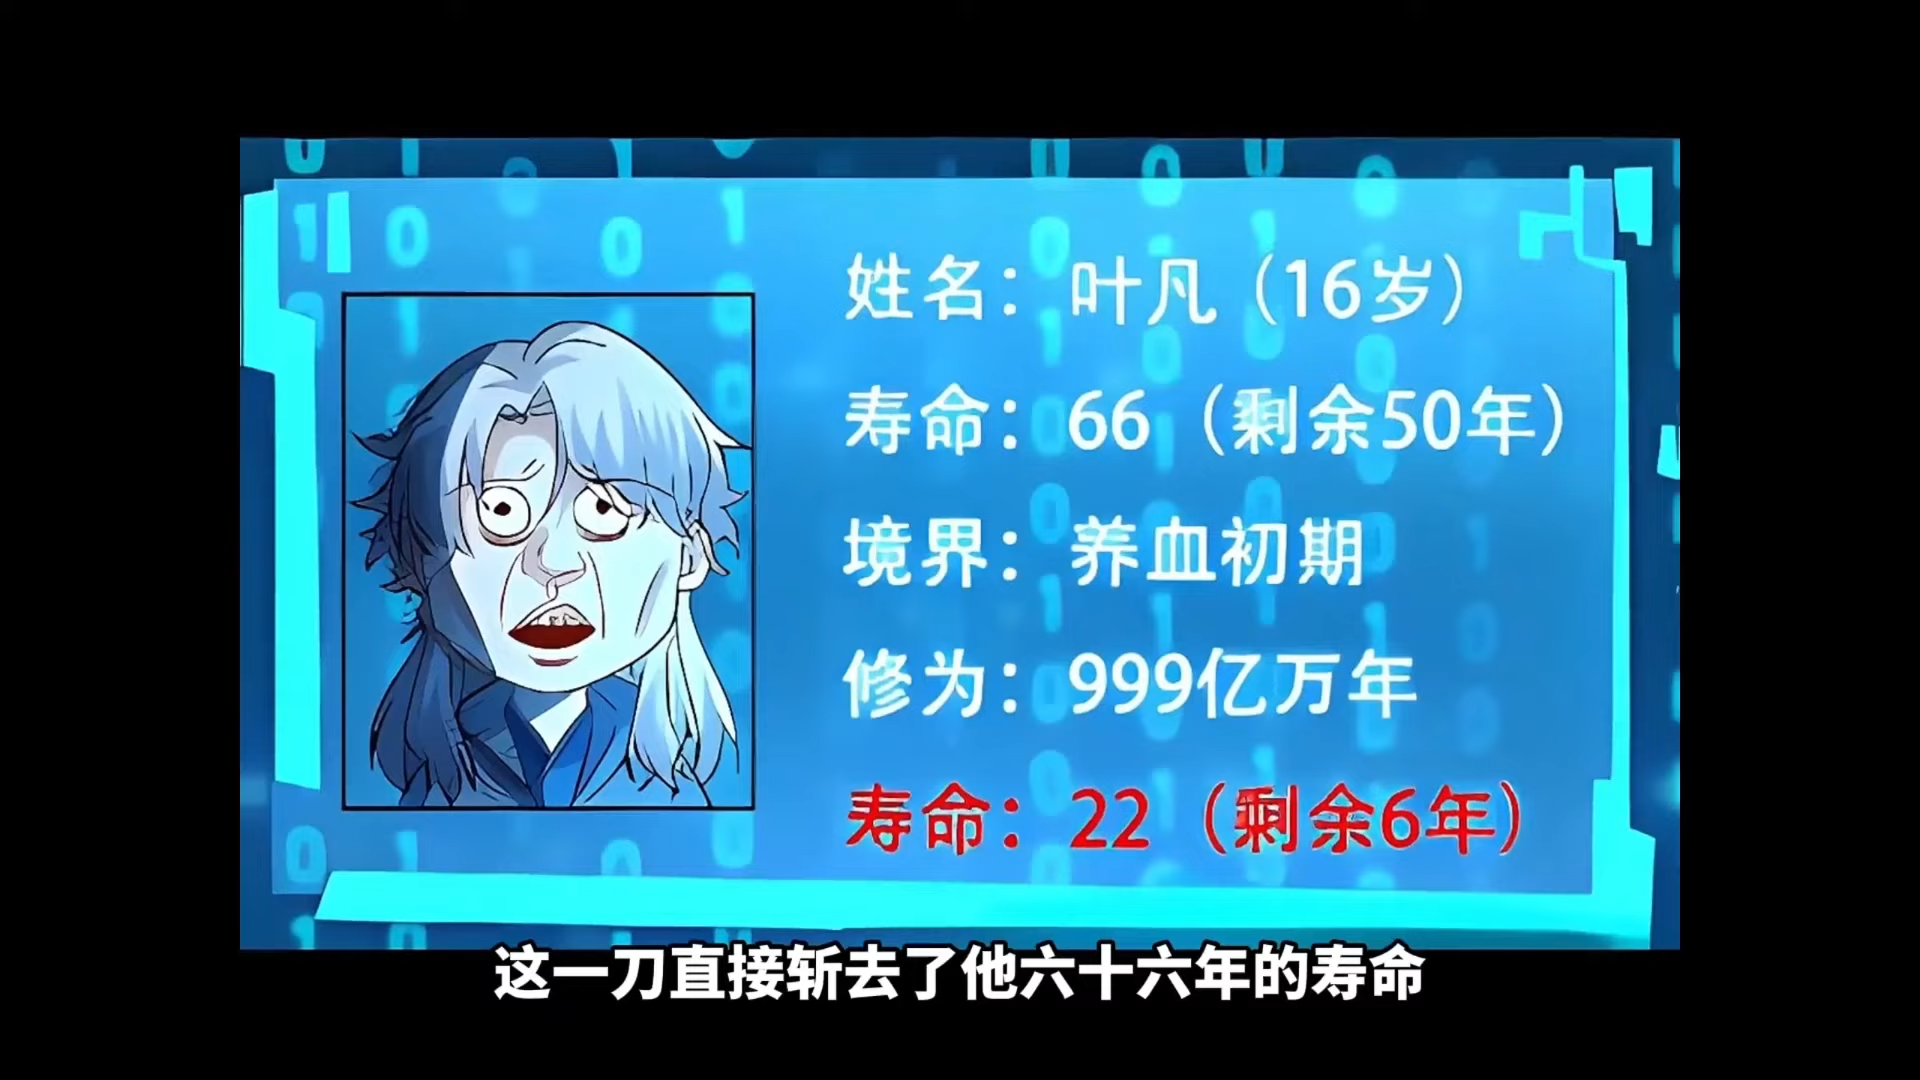 姓名：叶凡（16岁）
寿命：66（剩余50年）
境界：养血初期
修为：999亿万年
寿命：22（剩余6年）
这一刀直接斩去了他六十六年的寿命